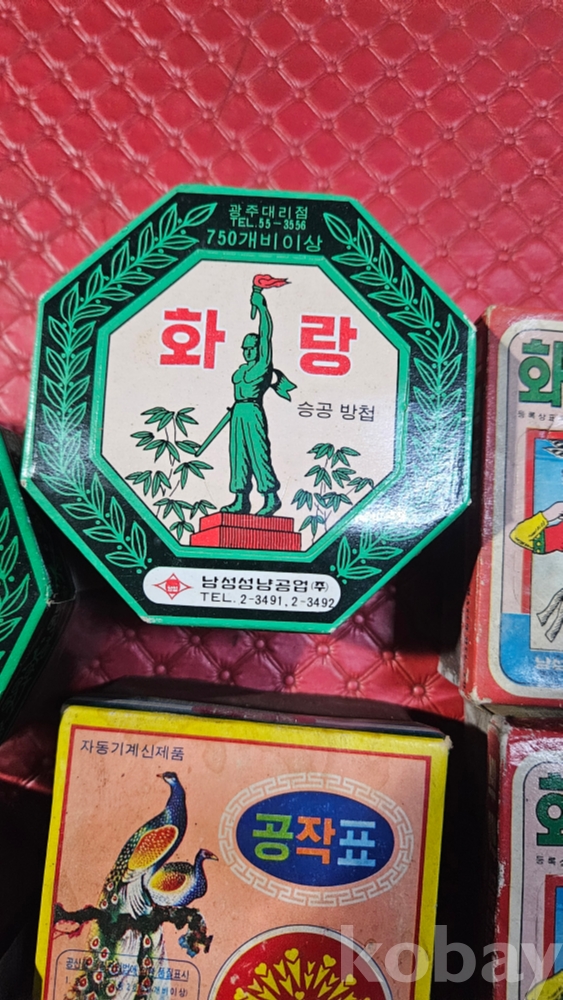 광주대리점
TEL.55-3556
750개비이상
화 랑
승공 방첩
남성성냥공업(주)
TEL.2-3491,2-3492
화
자동기계신제품
공작표
화
kobay